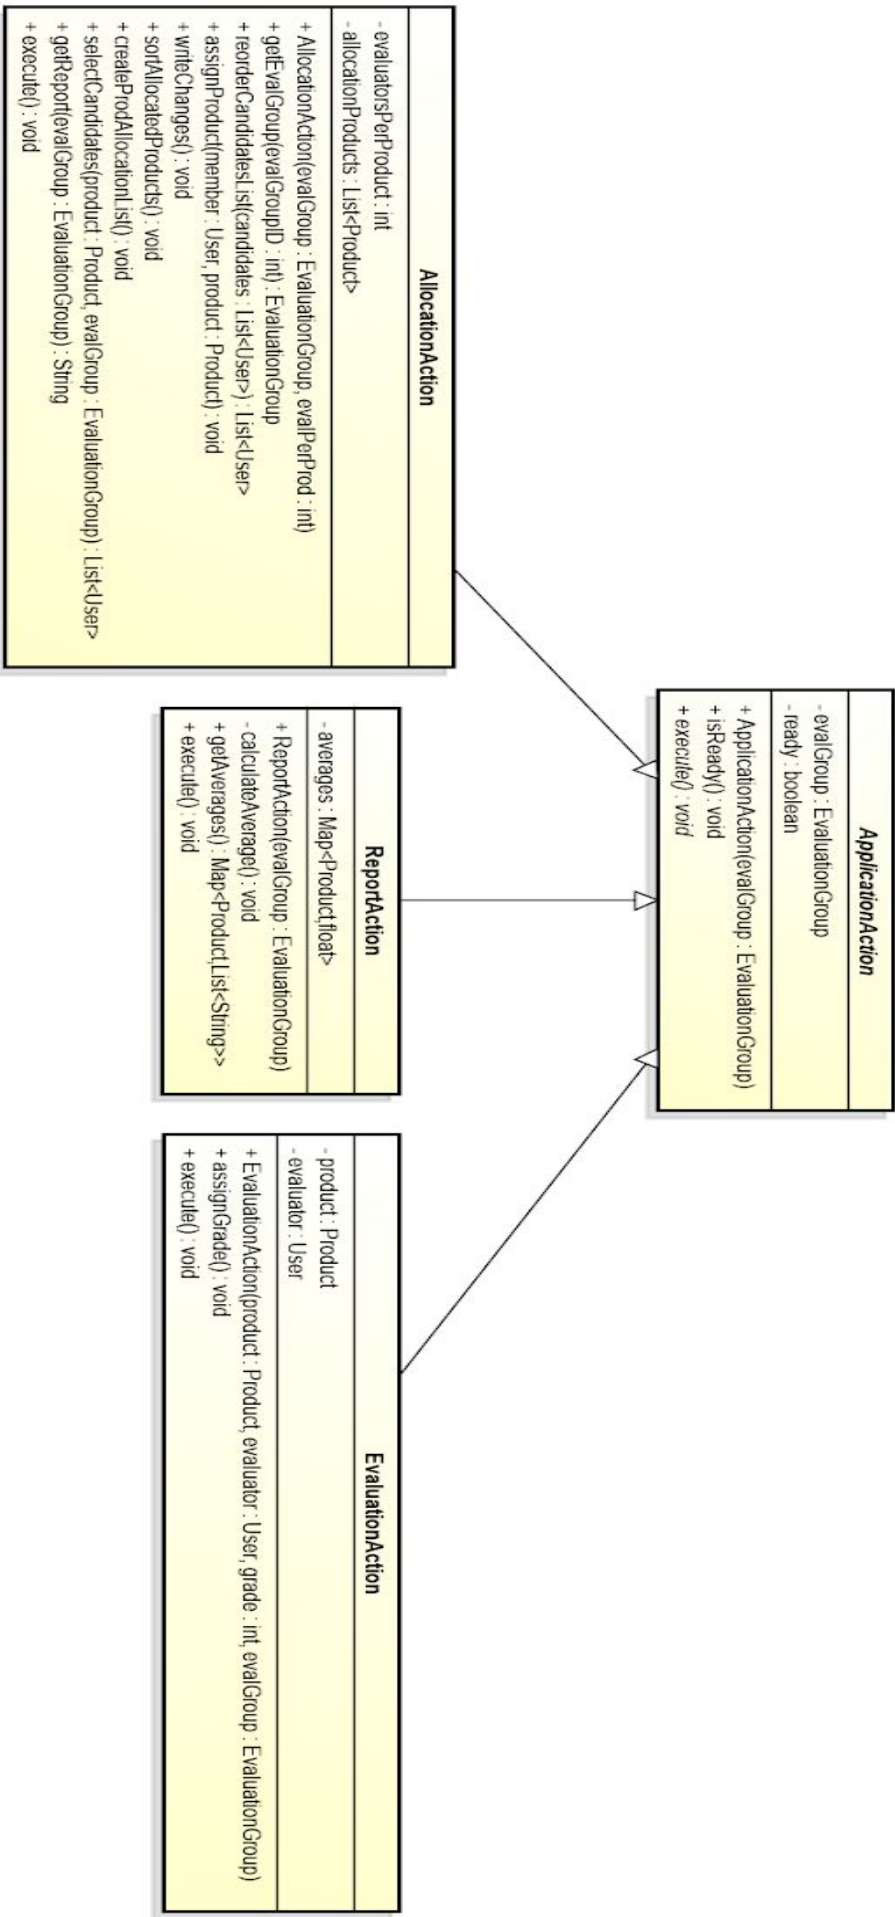 ApplicationAction
- evalGroup : EvaluationGroup
- ready : boolean
+ ApplicationAction(evalGroup : EvaluationGroup)
+ isReady() : void
+ execute() : void
AllocationAction
- evaluatorsPerProduct : int
- allocationProducts : List<Product>
+ AllocationAction(evalGroup : EvaluationGroup, evalPerProd : int)
+ getEvalGroup(evalGroupID : int) : EvaluationGroup
+ reorderCandidatesList(candidates : List<User>) : List<User>
+ assignProduct(member : User, product : Product) : void
+ writeChanges() : void
+ sortAllocatedProducts() : void
+ createProdAllocationList() : void
+ selectCandidates(product : Product, evalGroup : EvaluationGroup) : List<User>
+ getReport(evalGroup : EvaluationGroup) : String
+ execute() : void
ReportAction
- averages : Map<Product,float>
+ ReportAction(evalGroup : EvaluationGroup)
- calculateAverage() : void
+ getAverages() : Map<Product,List<String>>
+ execute() : void
EvaluationAction
- product : Product
- evaluator : User
+ EvaluationAction(product : Product, evaluator : User, grade : int, evalGroup : EvaluationGroup)
+ assignGrade() : void
+ execute() : void